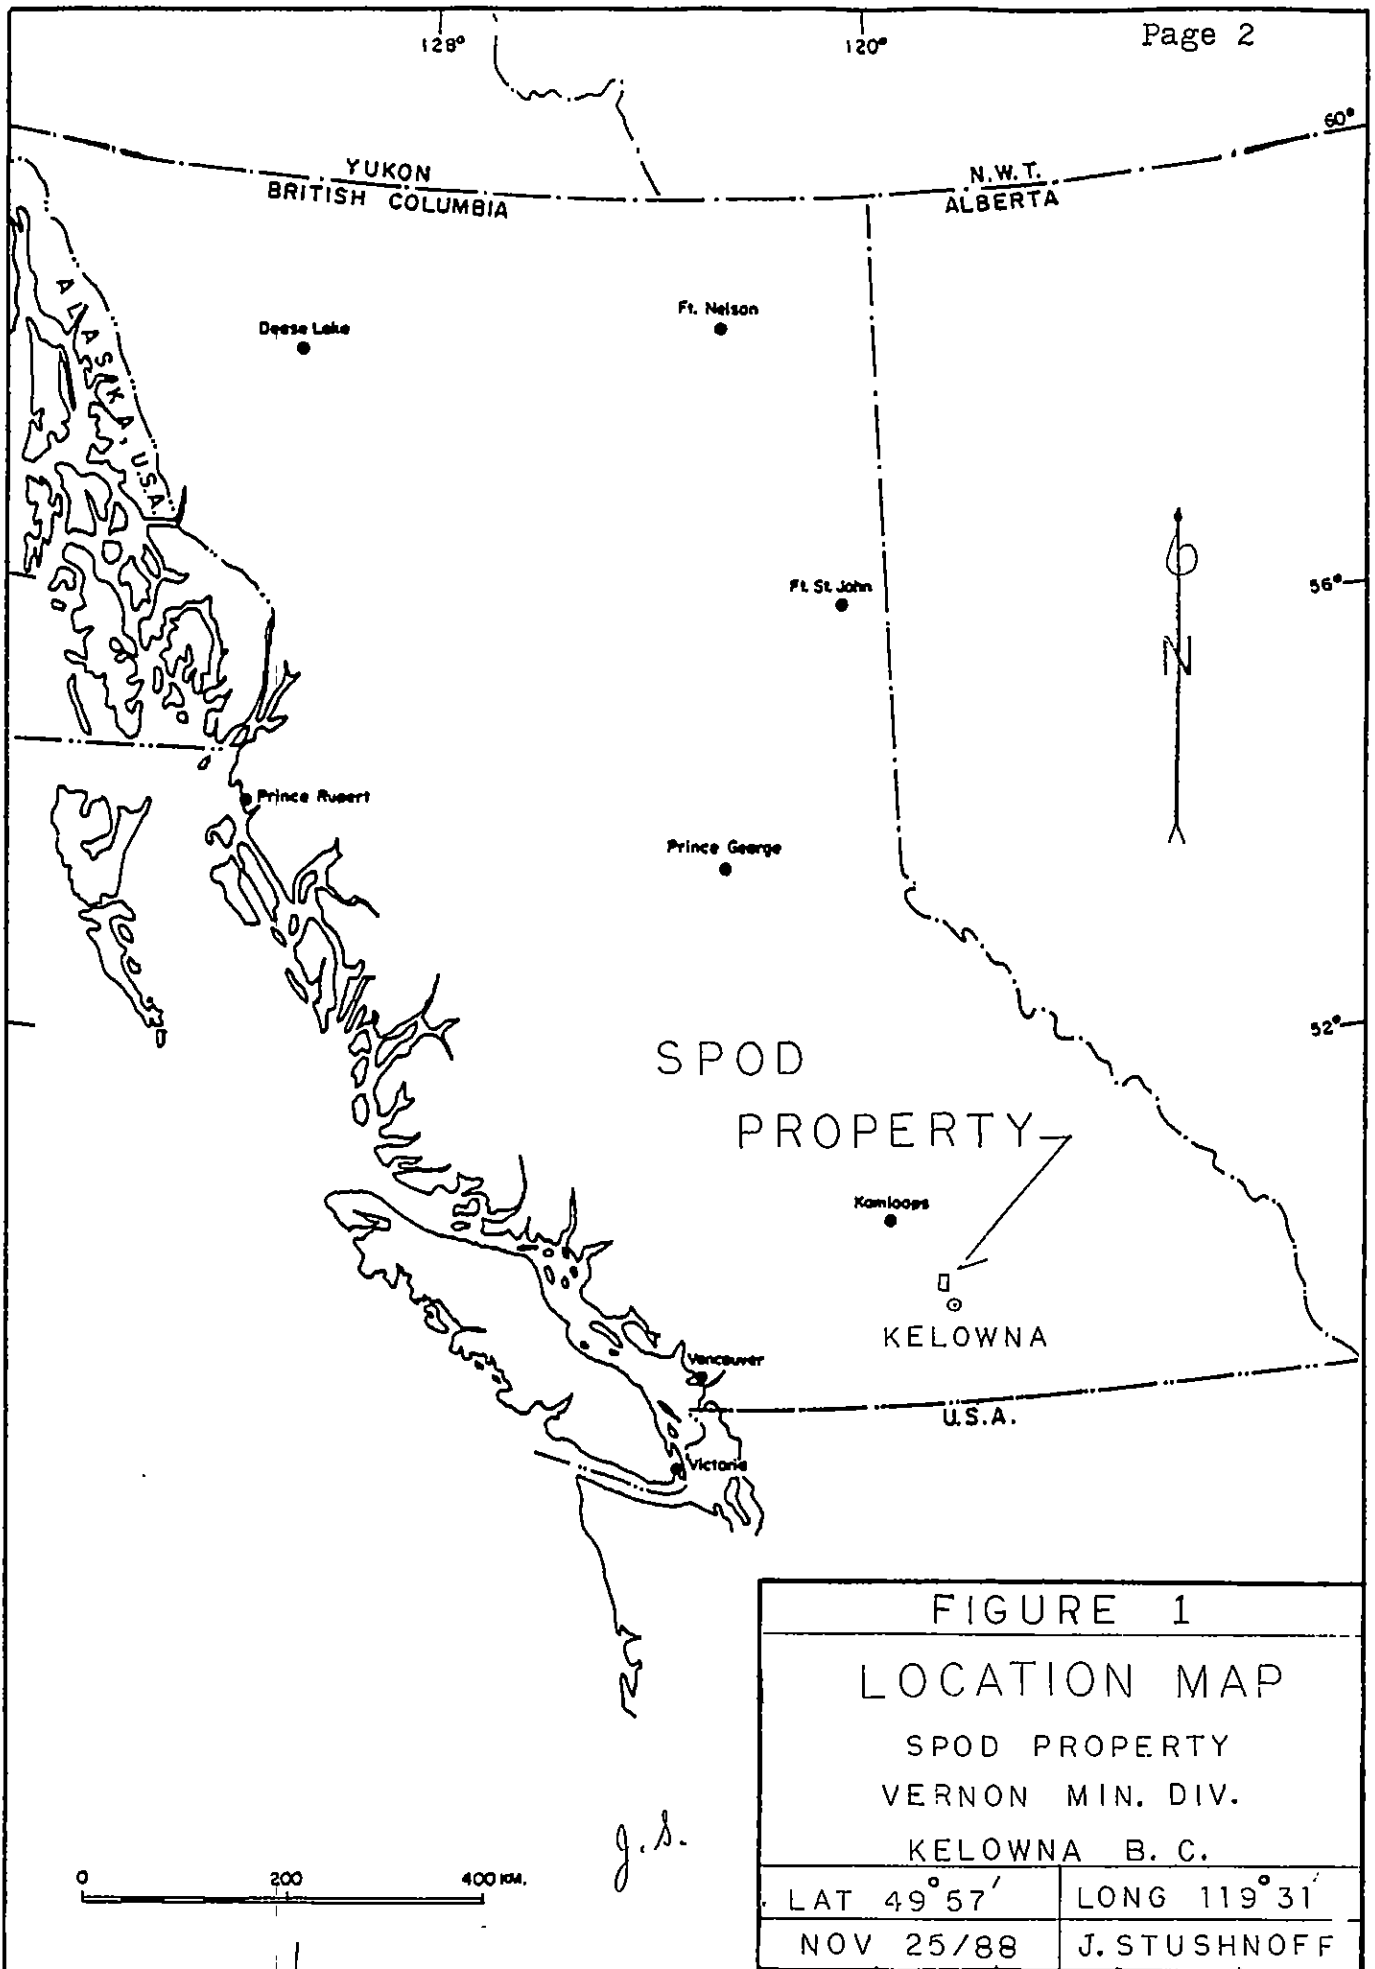 128°
120°
Page 2
60°
YUKON
BRITISH COLUMBIA
N.W.T.
ALBERTA
ALASKA, U.S.A.
Deese Lake
Ft. Nelson
Ft. St. John
56°
N
Prince Rupert
Prince George
52°
SPOD
PROPERTY
Kamloops
KELOWNA
Vancouver
U.S.A.
Victoria
FIGURE 1
LOCATION MAP
SPOD PROPERTY
VERNON MIN. DIV.
KELOWNA B. C.
J.S.
0 200 400 KM.
LAT 49°57′ LONG 119°31′
NOV 25/88 J. STUSHNOFF